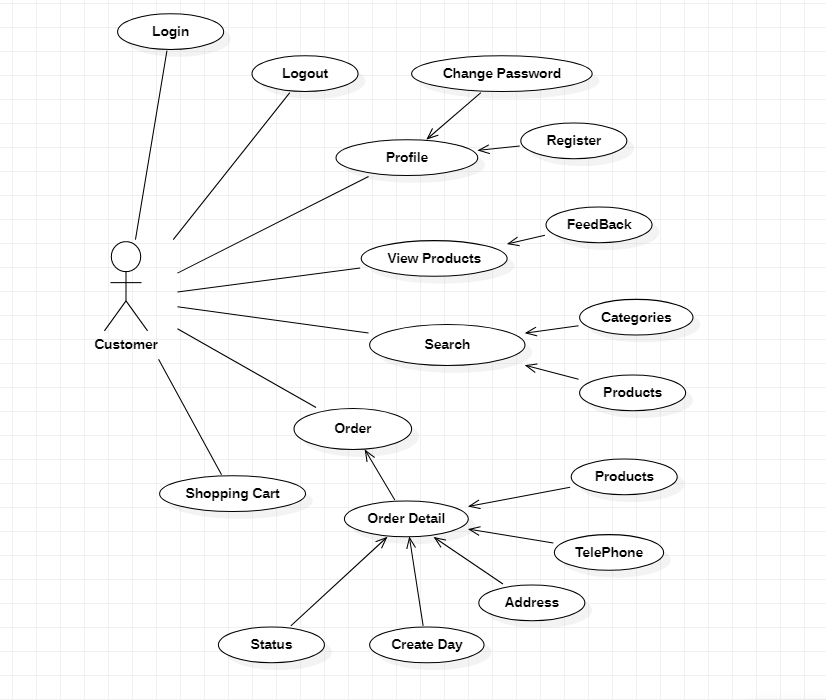 Login
Logout
Change Password
Register
Profile
FeedBack
View Products
Categories
Customer
Search
Products
Order
Products
Shopping Cart
Order Detail
TelePhone
Address
Status
Create Day